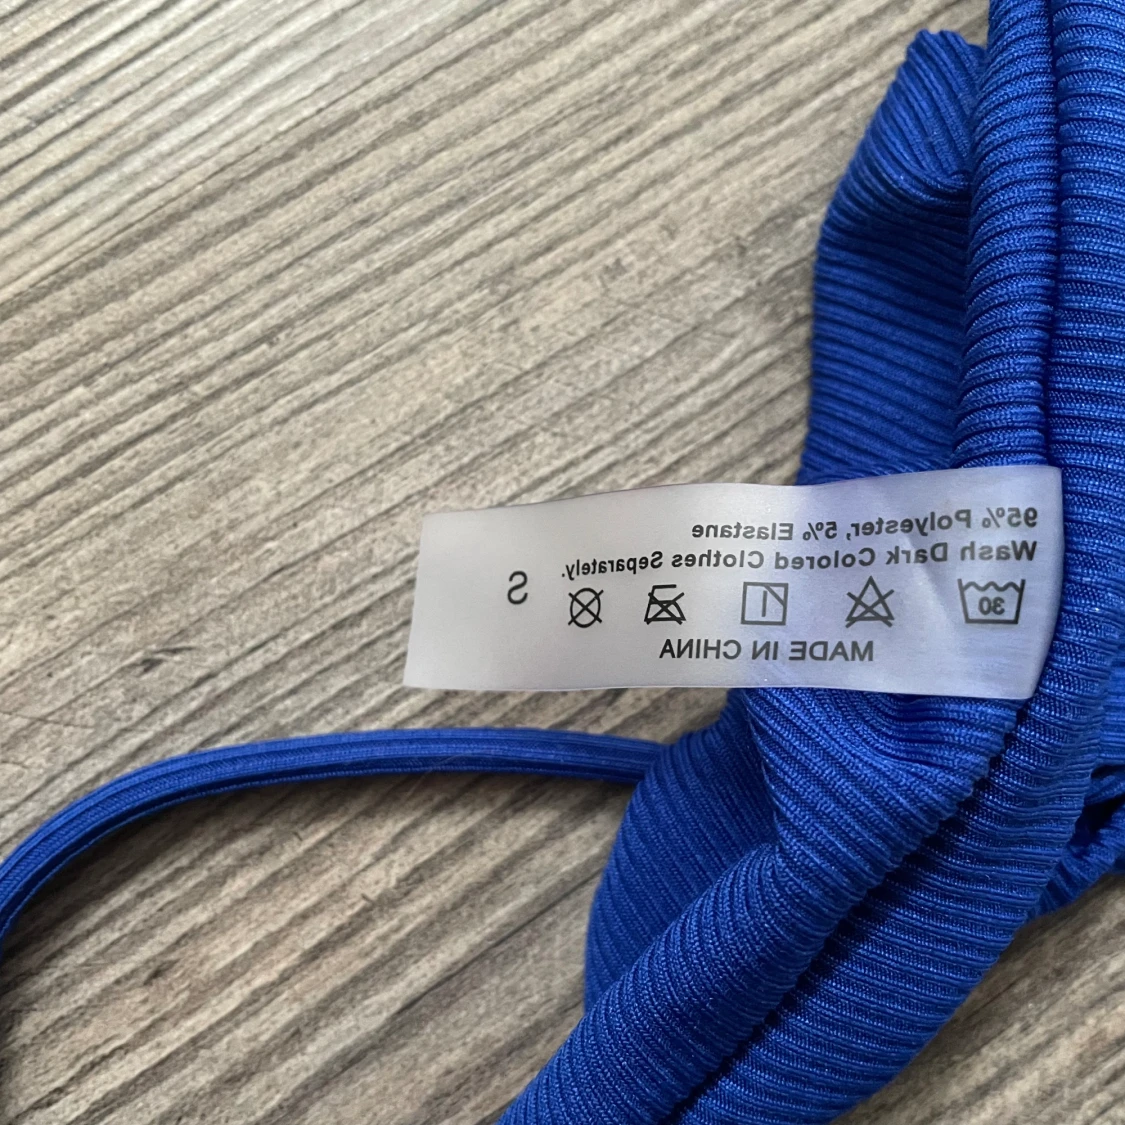 95% Polyester, 5% Elastane
Wash Dark Colored Clothes Separately.
30
S
MADE IN CHINA